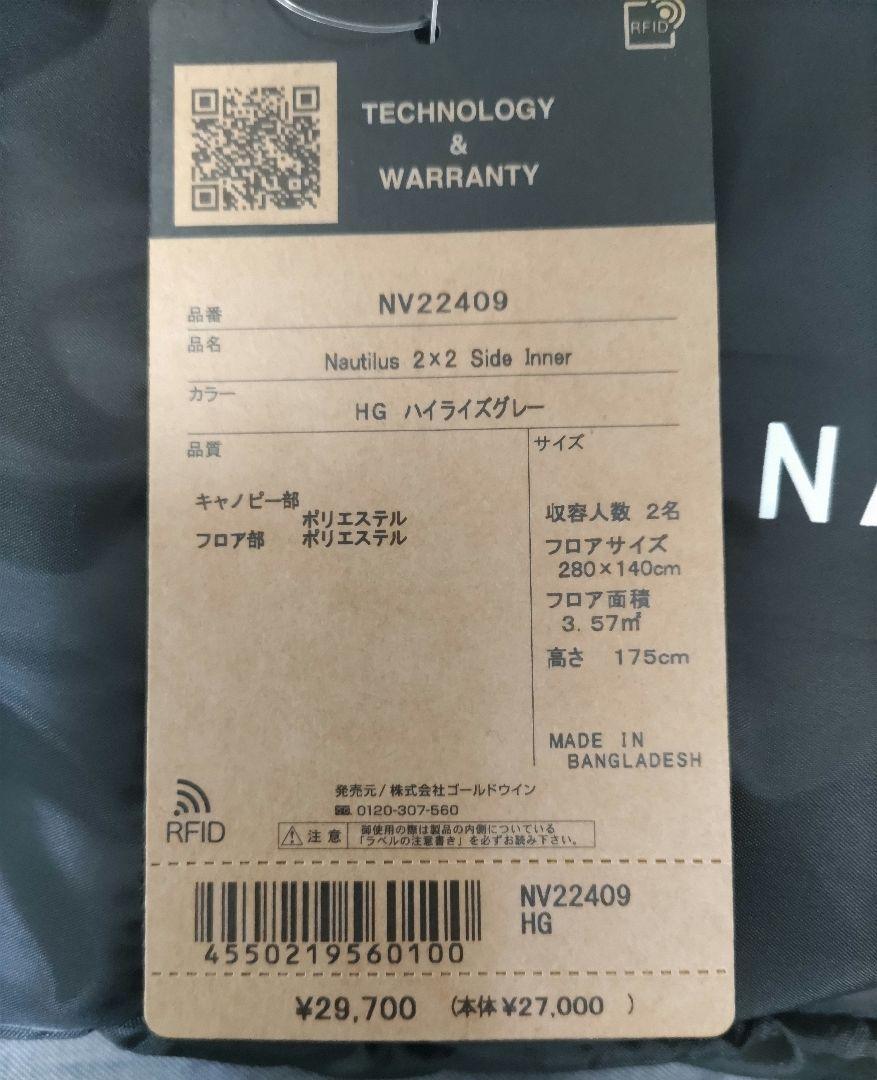 RFID
TECHNOLOGY
&
WARRANTY
品番 NV22409
品名 Nautilus 2×2 Side Inner
カラー HG ハイライズグレー
品質
キャノピー部
ポリエステル
フロア部 ポリエステル
サイズ
収容人数 2名
フロアサイズ
280×140cm
フロア面積
3. 57㎡
高さ 175cm
MADE IN
BANGLADESH
発売元/株式会社ゴールドウイン
0120-307-560
RFID
注意
御使用の際は製品の内側についている
「ラベルの注意書き」を必ずお読み下さい。
4550219560100
NV22409
HG
¥29,700 (本体¥27,000 )
N